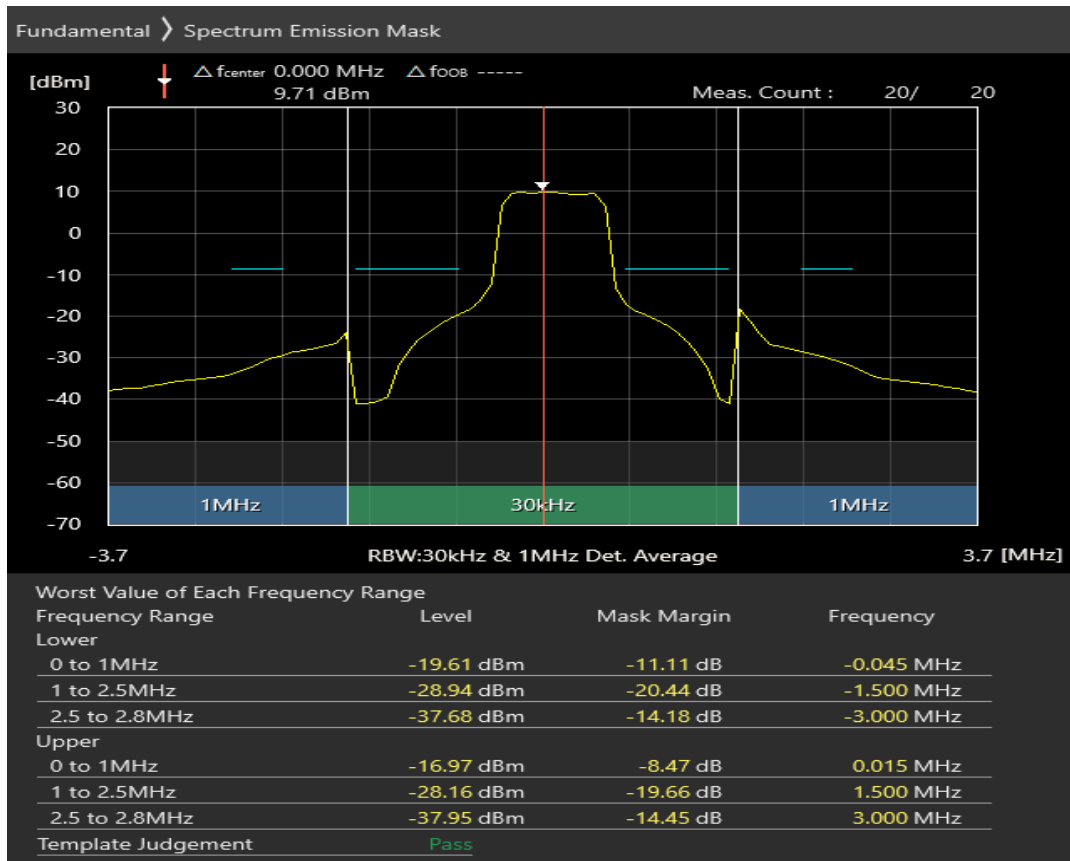 Fundamental 》 Spectrum Emission Mask
[dBm] △ fcenter 0.000 MHz △ fOOB -----
9.71 dBm Meas. Count : 20/ 20
30
20
10
0
-10
-20
-30
-40
-50
-60
-70
1MHz 30kHz 1MHz
-3.7 RBW:30kHz & 1MHz Det. Average 3.7 [MHz]
Worst Value of Each Frequency Range
Frequency Range Level Mask Margin Frequency
Lower
0 to 1MHz -19.61 dBm -11.11 dB -0.045 MHz
1 to 2.5MHz -28.94 dBm -20.44 dB -1.500 MHz
2.5 to 2.8MHz -37.68 dBm -14.18 dB -3.000 MHz
Upper
0 to 1MHz -16.97 dBm -8.47 dB 0.015 MHz
1 to 2.5MHz -28.16 dBm -19.66 dB 1.500 MHz
2.5 to 2.8MHz -37.95 dBm -14.45 dB 3.000 MHz
Template Judgement Pass